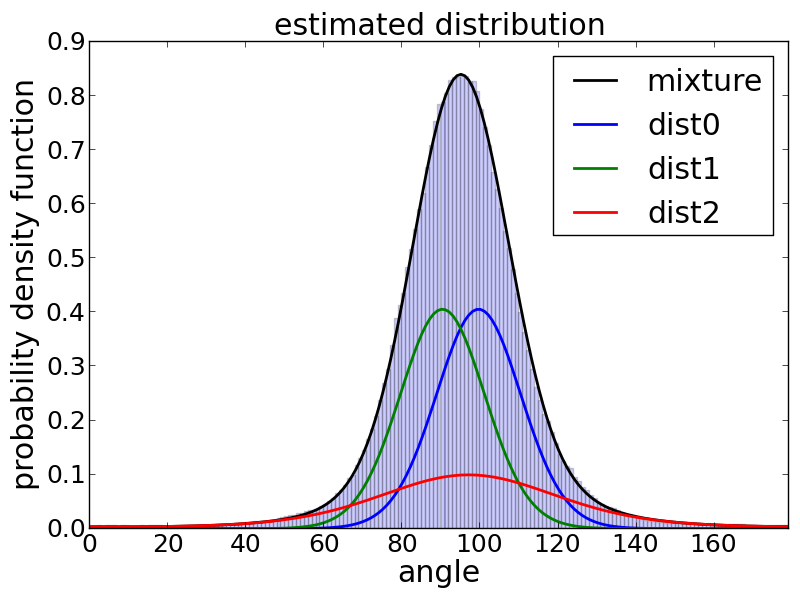 estimated distribution
probability density function
0.9
0.8
0.7
0.6
0.5
0.4
0.3
0.2
0.1
0.0
mixture
dist0
dist1
dist2
0 20 40 60 80 100 120 140 160
angle